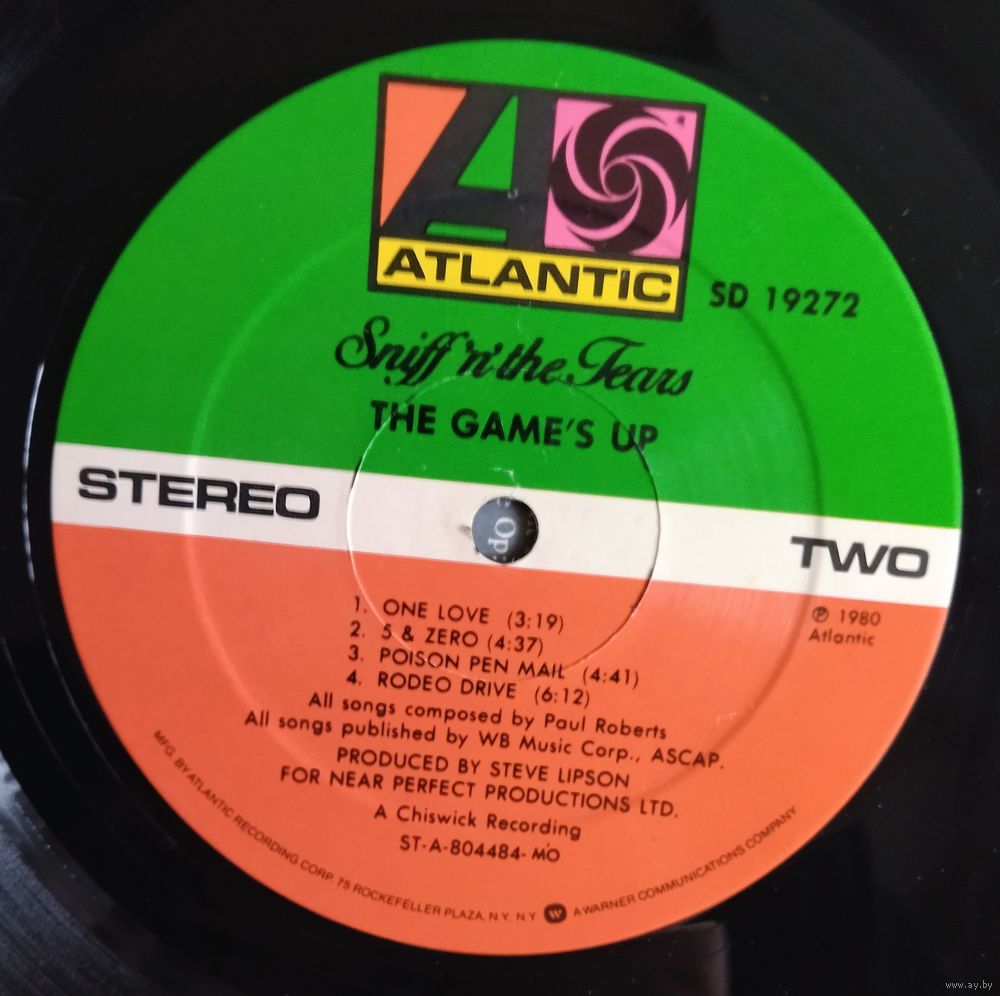 ATLANTIC
SD 19272
Sniff 'n' the Tears
THE GAME'S UP
STEREO
TWO
℗ 1980
Atlantic
1. ONE LOVE (3:19)
2. 5 & ZERO (4:37)
3. POISON PEN MAIL (4:41)
4. RODEO DRIVE (6:12)
All songs composed by Paul Roberts
All songs published by WB Music Corp., ASCAP.
PRODUCED BY STEVE LIPSON
FOR NEAR PERFECT PRODUCTIONS LTD.
A Chiswick Recording
ST-A-804484-MO
MFG. BY ATLANTIC RECORDING CORP. 75 ROCKEFELLER PLAZA, N.Y. N.Y. A WARNER COMMUNICATIONS COMPANY
www.ay.by